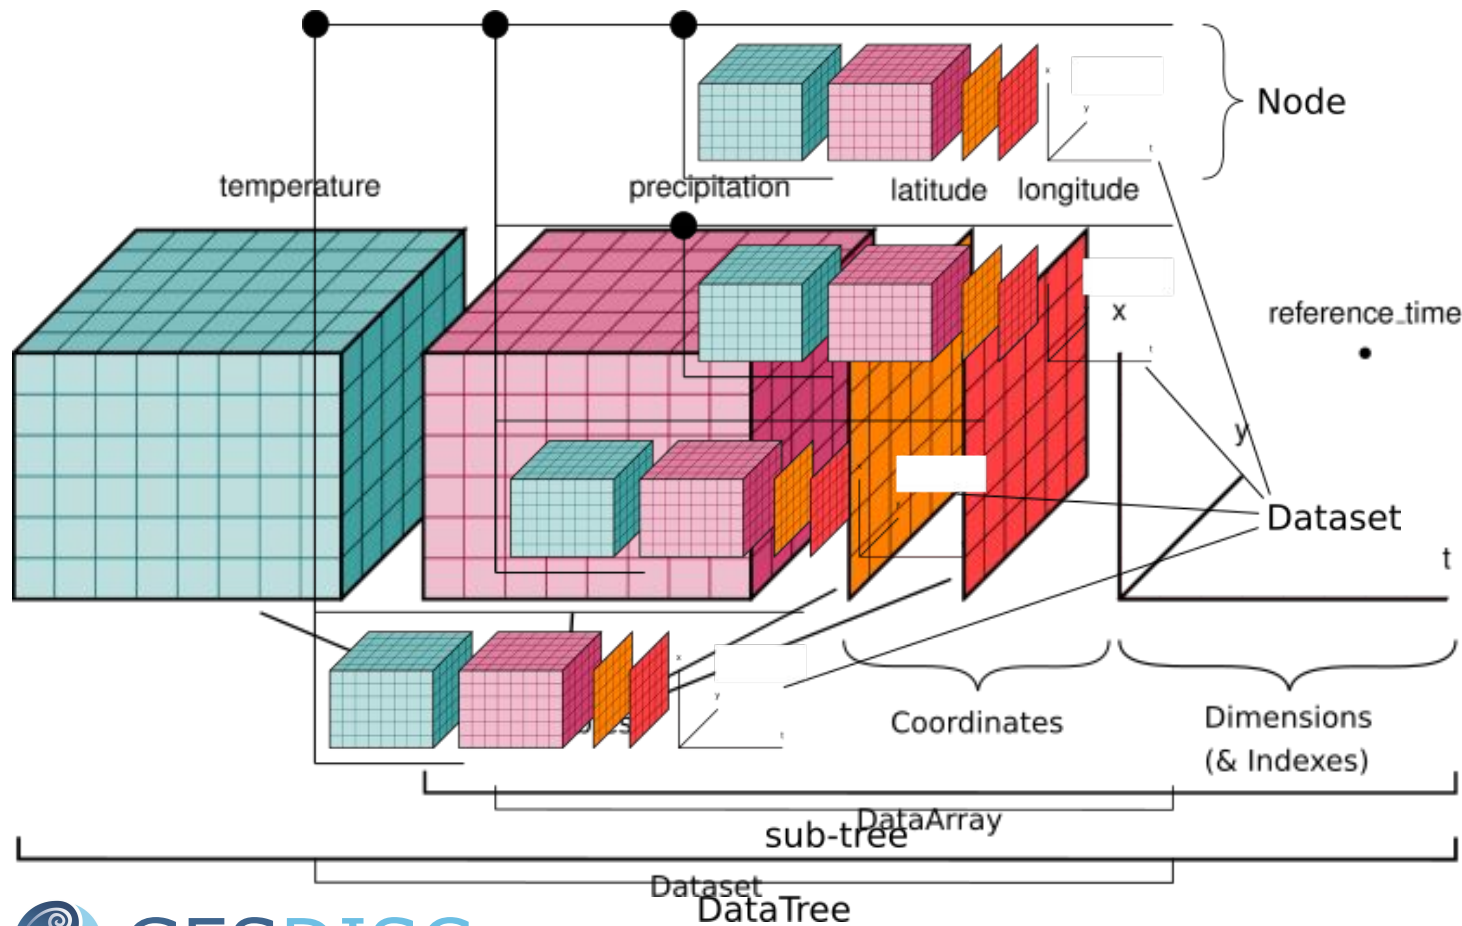 Node
temperature
precipitation
latitude
longitude
x
y
t
x
t
x
reference_time
y
Dataset
t
x
y
t
Coordinates
Dimensions
(& Indexes)
DataArray
sub-tree
Dataset
DataTree